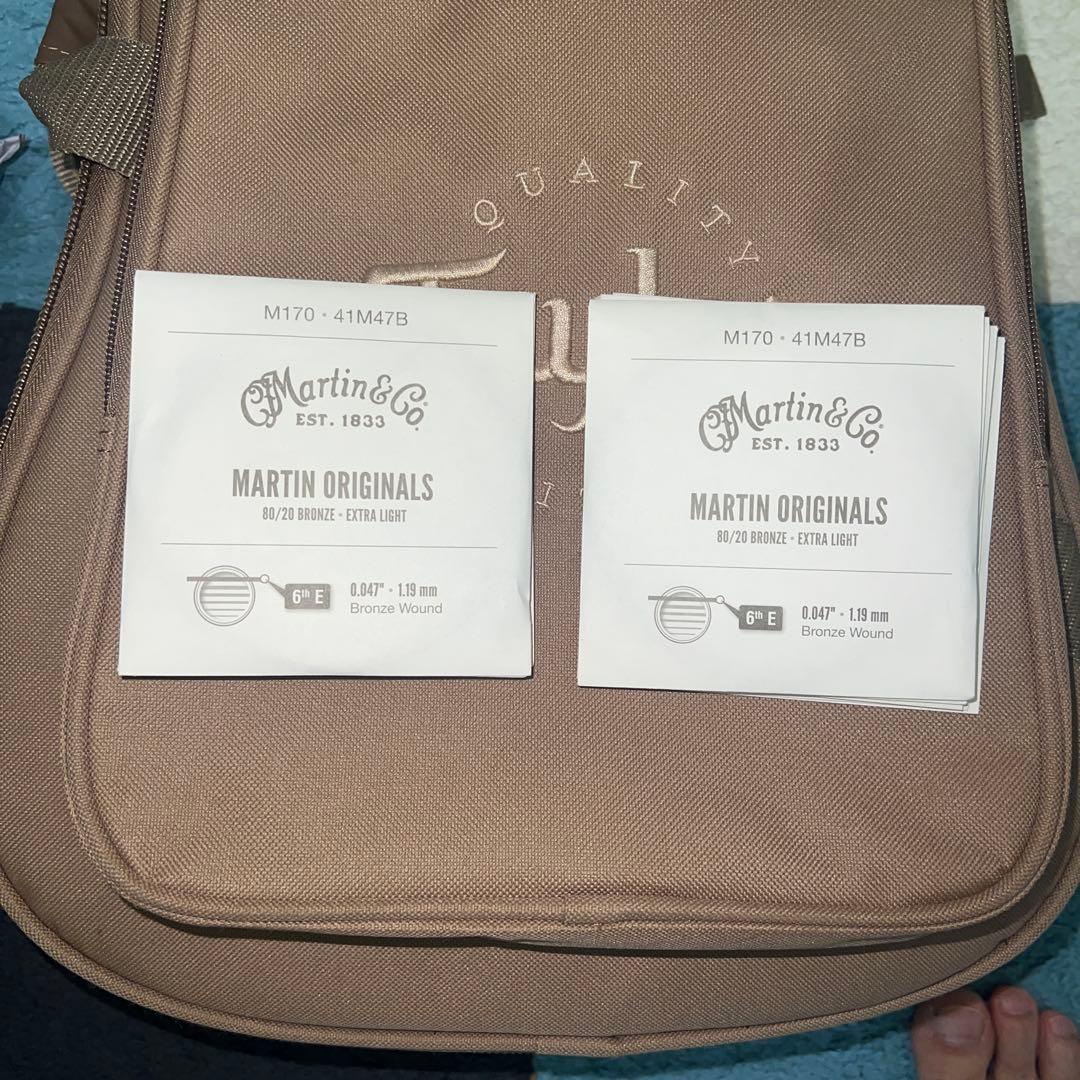 QUALITY
M170 • 41M47B
CF Martin & Co.
EST. 1833
MARTIN ORIGINALS
80/20 BRONZE • EXTRA LIGHT
6th E
0.047" • 1.19 mm
Bronze Wound
M170 • 41M47B
CF Martin & Co.®
EST. 1833
MARTIN ORIGINALS
80/20 BRONZE • EXTRA LIGHT
6th E
0.047" • 1.19 mm
Bronze Wound